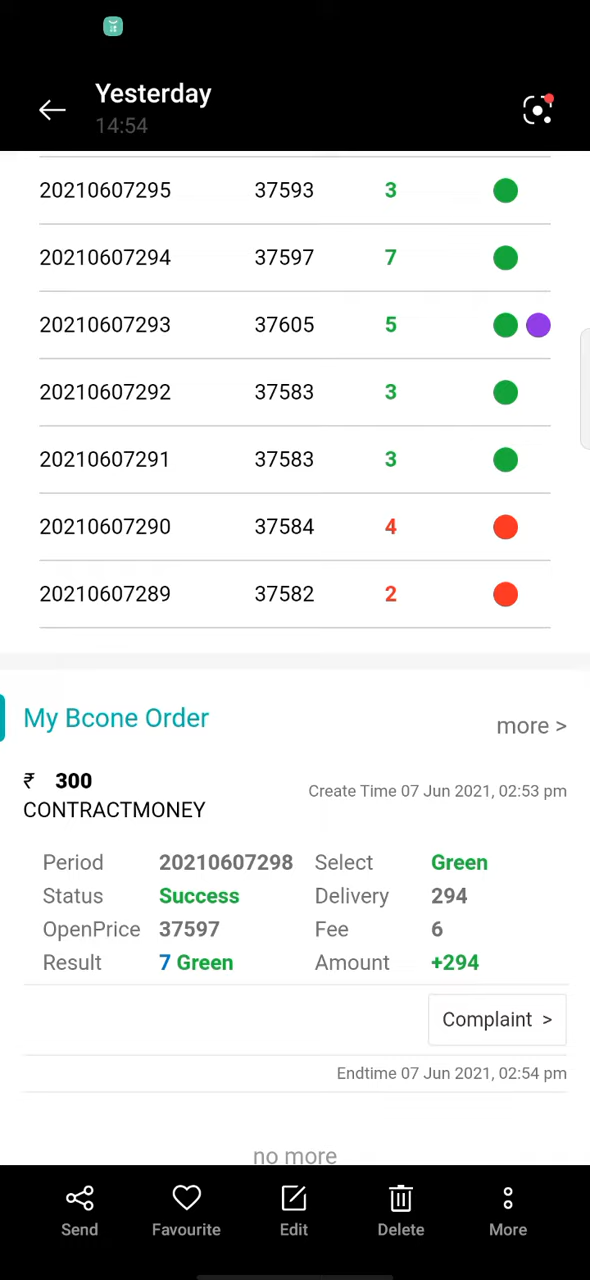 Yesterday
14:54
20210607295 37593 3
20210607294 37597 7
20210607293 37605 5
20210607292 37583 3
20210607291 37583 3
20210607290 37584 4
20210607289 37582 2
My Bcone Order
more >
₹ 300
CONTRACTMONEY
Create Time 07 Jun 2021, 02:53 pm
Period 20210607298 Select Green
Status Success Delivery 294
OpenPrice 37597 Fee 6
Result 7 Green Amount +294
Complaint >
Endtime 07 Jun 2021, 02:54 pm
no more
Send Favourite Edit Delete More